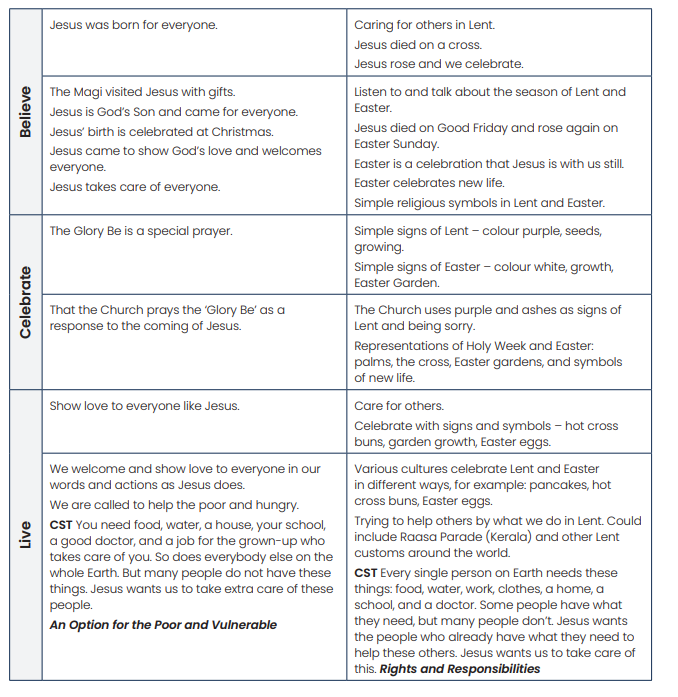 Believe
Jesus was born for everyone.
Caring for others in Lent.
Jesus died on a cross.
Jesus rose and we celebrate.
The Magi visited Jesus with gifts.
Jesus is God's Son and came for everyone.
Jesus' birth is celebrated at Christmas.
Jesus came to show God's love and welcomes
everyone.
Jesus takes care of everyone.
Listen to and talk about the season of Lent and
Easter.
Jesus died on Good Friday and rose again on
Easter Sunday.
Easter is a celebration that Jesus is with us still.
Easter celebrates new life.
Simple religious symbols in Lent and Easter.
Celebrate
The Glory Be is a special prayer.
Simple signs of Lent – colour purple, seeds,
growing.
Simple signs of Easter – colour white, growth,
Easter Garden.
That the Church prays the 'Glory Be' as a
response to the coming of Jesus.
The Church uses purple and ashes as signs of
Lent and being sorry.
Representations of Holy Week and Easter:
palms, the cross, Easter gardens, and symbols
of new life.
Live
Show love to everyone like Jesus.
Care for others.
Celebrate with signs and symbols – hot cross
buns, garden growth, Easter eggs.
We welcome and show love to everyone in our
words and actions as Jesus does.
We are called to help the poor and hungry.
CST You need food, water, a house, your school,
a good doctor, and a job for the grown-up who
takes care of you. So does everybody else on the
whole Earth. But many people do not have these
things. Jesus wants us to take extra care of these
people.
An Option for the Poor and Vulnerable
Various cultures celebrate Lent and Easter
in different ways, for example: pancakes, hot
cross buns, Easter eggs.
Trying to help others by what we do in Lent. Could
include Raasa Parade (Kerala) and other Lent
customs around the world.
CST Every single person on Earth needs these
things: food, water, work, clothes, a home, a
school, and a doctor. Some people have what
they need, but many people don't. Jesus wants
the people who already have what they need to
help these others. Jesus wants us to take care of
this. Rights and Responsibilities